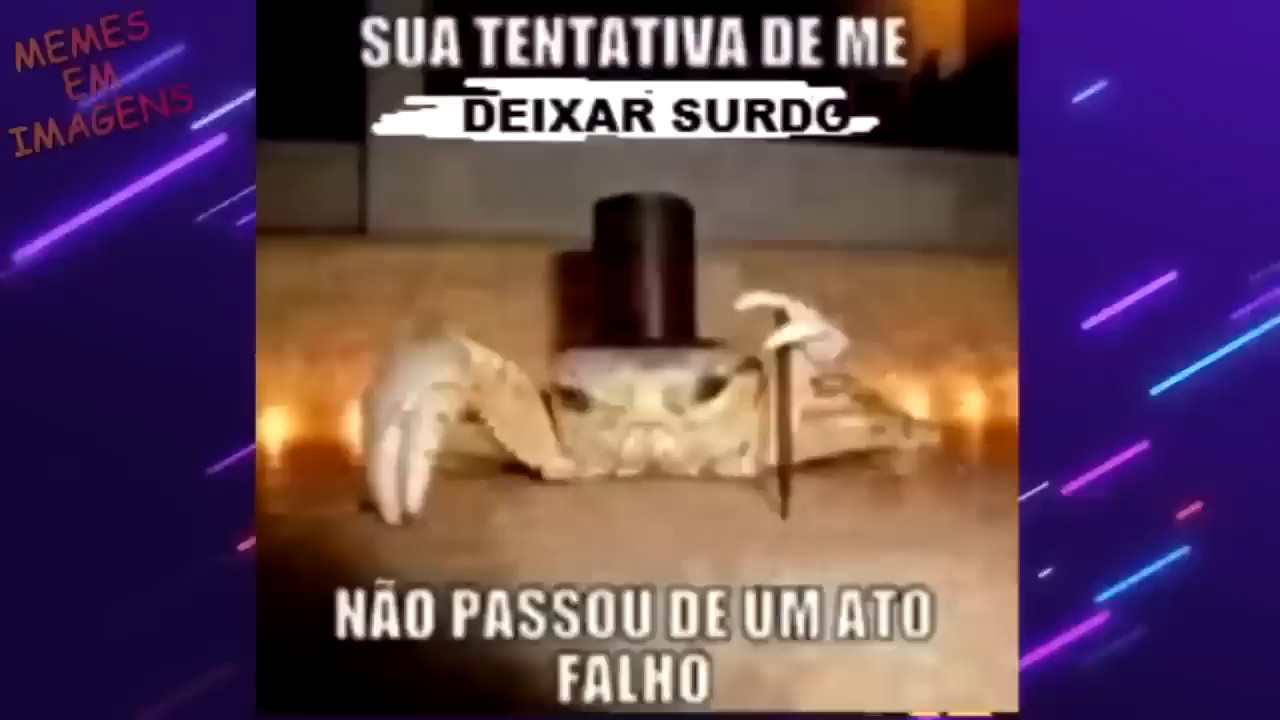 MEMES
EM
IMAGENS
SUA TENTATIVA DE ME
DEIXAR SURDO
NÃO PASSOU DE UM ATO
FALHO